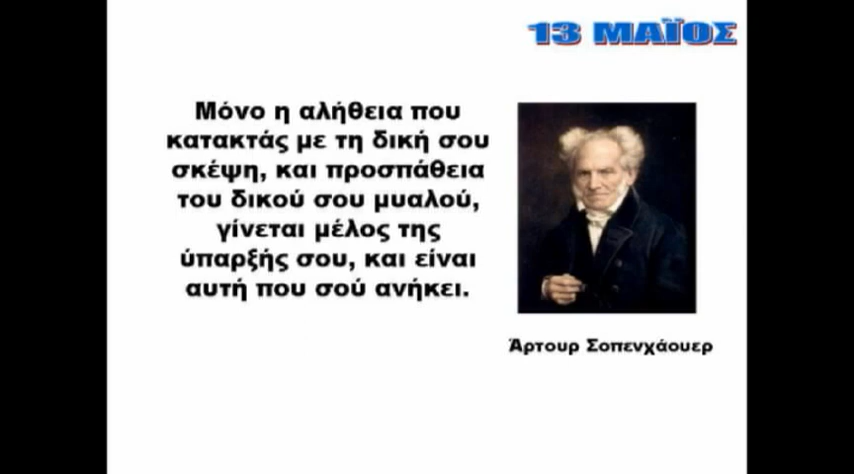 13 ΜΑΪΟΣ
Μόνο η αλήθεια που
κατακτάς με τη δική σου
σκέψη, και προσπάθεια
του δικού σου μυαλού,
γίνεται μέλος της
ύπαρξής σου, και είναι
αυτή που σού ανήκει.
Άρτουρ Σοπενχάουερ